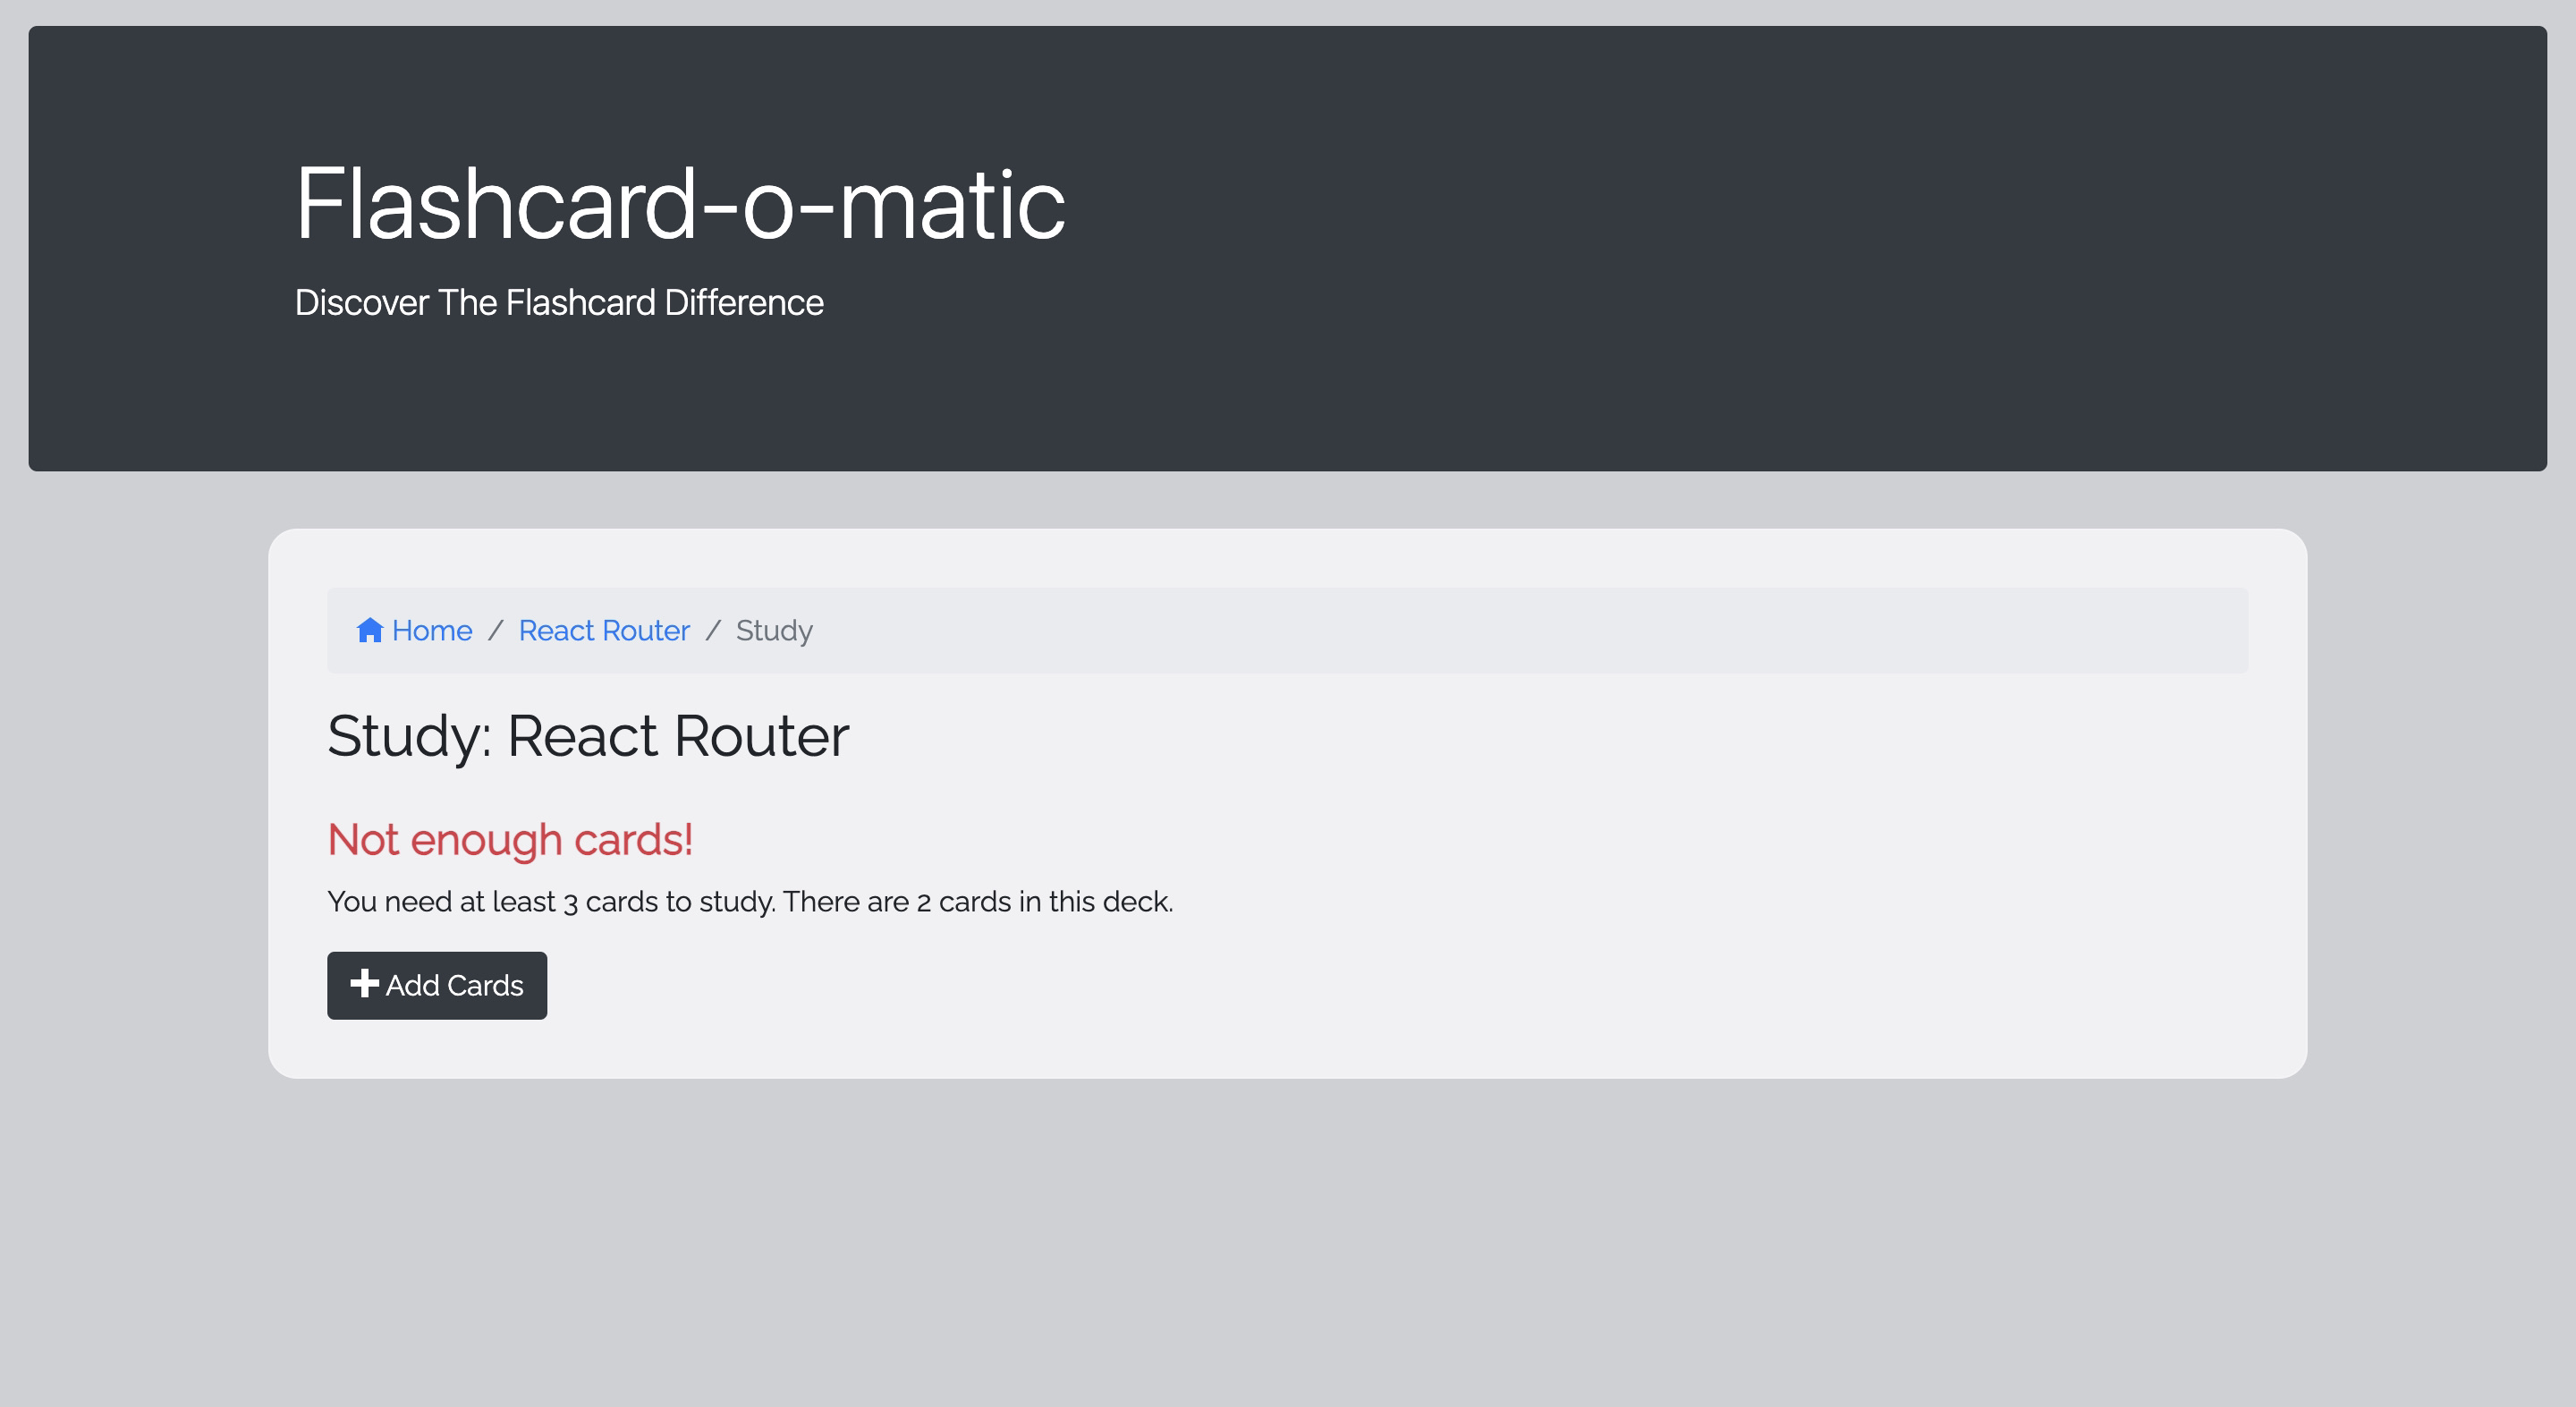 Flashcard-o-matic
Discover The Flashcard Difference
Home / React Router / Study
Study: React Router
Not enough cards!
You need at least 3 cards to study. There are 2 cards in this deck.
Add Cards